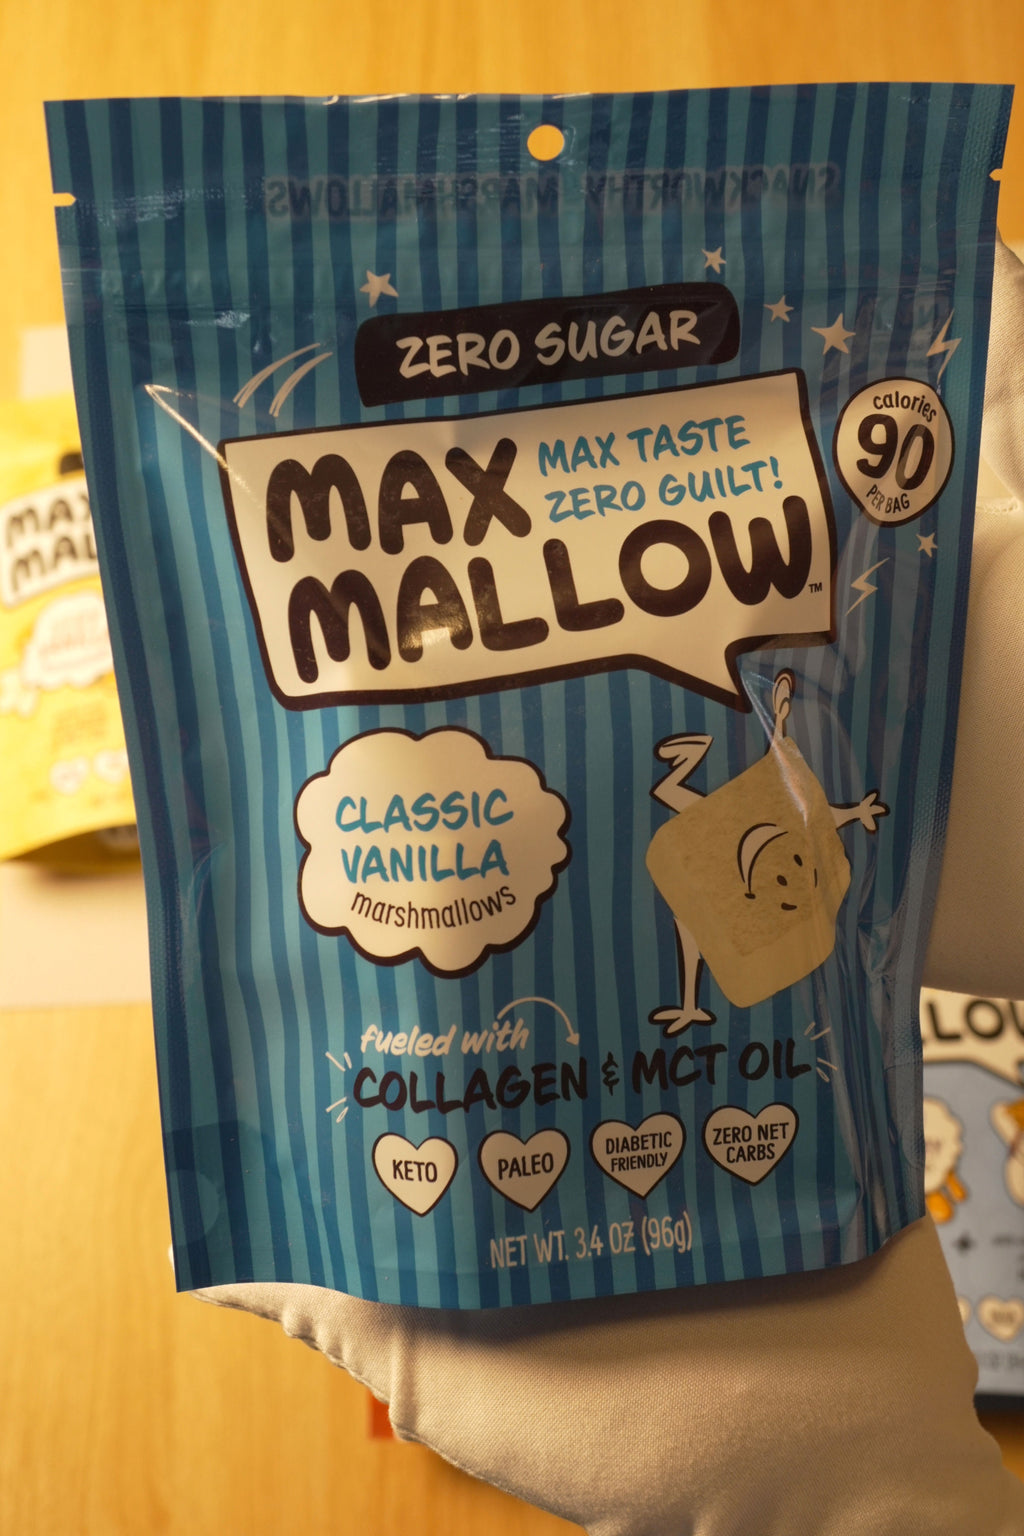 SNACKWORTHY MARSHMALLOWS
ZERO SUGAR
MAX MALLOW™
MAX TASTE
ZERO GUILT!
calories
90
PER BAG
CLASSIC
VANILLA
marshmallows
fueled with
COLLAGEN & MCT OIL
KETO
PALEO
DIABETIC
FRIENDLY
ZERO NET
CARBS
NET WT. 3.4 OZ (96g)
MAX
MAL
LLOW